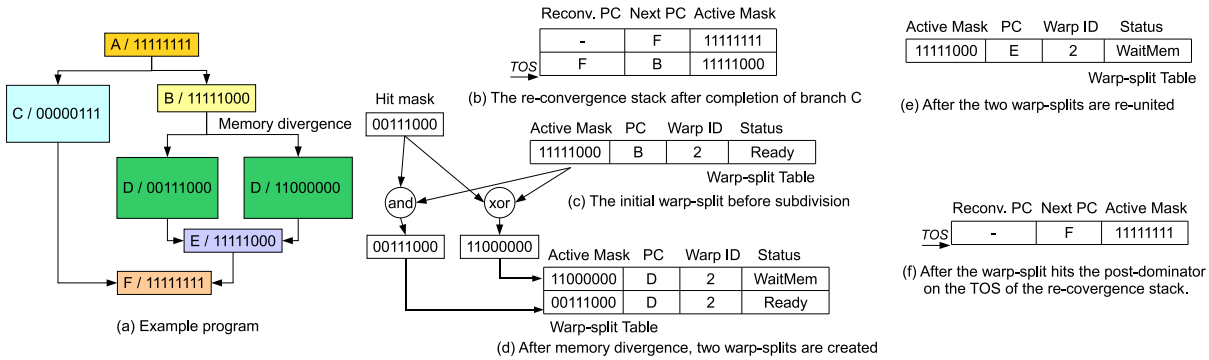 A / 11111111
C / 00000111
B / 11111000
Memory divergence
D / 00111000
D / 11000000
E / 11111000
F / 11111111
(a) Example program
Reconv. PC Next PC Active Mask
- F 11111111
TOS F B 11111000
(b) The re-convergence stack after completion of branch C
Hit mask
00111000
Active Mask PC Warp ID Status
11111000 B 2 Ready
Warp-split Table
(c) The initial warp-split before subdivision
and
xor
00111000
11000000
Active Mask PC Warp ID Status
11000000 D 2 WaitMem
00111000 D 2 Ready
Warp-split Table
(d) After memory divergence, two warp-splits are created
Active Mask PC Warp ID Status
11111000 E 2 WaitMem
Warp-split Table
(e) After the two warp-splits are re-united
Reconv. PC Next PC Active Mask
TOS - F 11111111
(f) After the warp-split hits the post-dominator
on the TOS of the re-covergence stack.